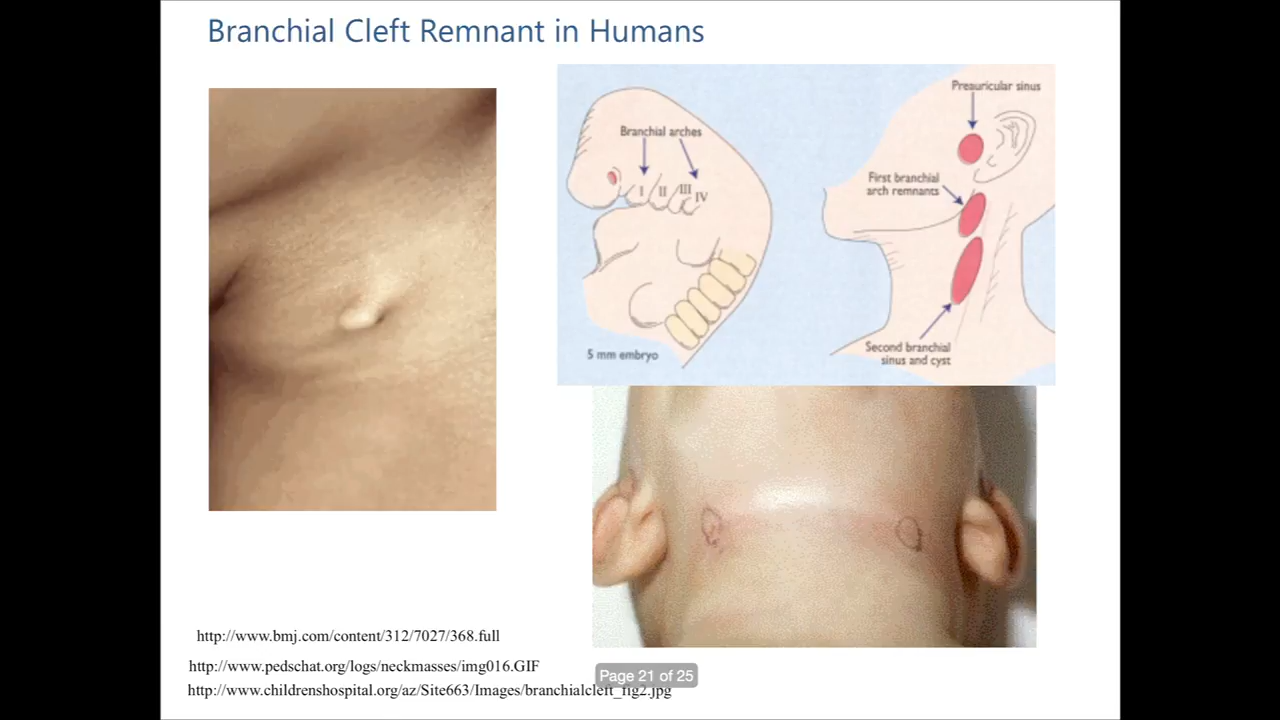 Branchial Cleft Remnant in Humans
Branchial arches
I II III IV
5 mm embryo
Preauricular sinus
First branchial
arch remnants
Second branchial
sinus and cyst
http://www.bmj.com/content/312/7027/368.full
http://www.pedschat.org/logs/neckmasses/img016.GIF
http://www.childrenshospital.org/az/Site663/Images/branchialcleft_fig2.jpg
Page 21 of 25